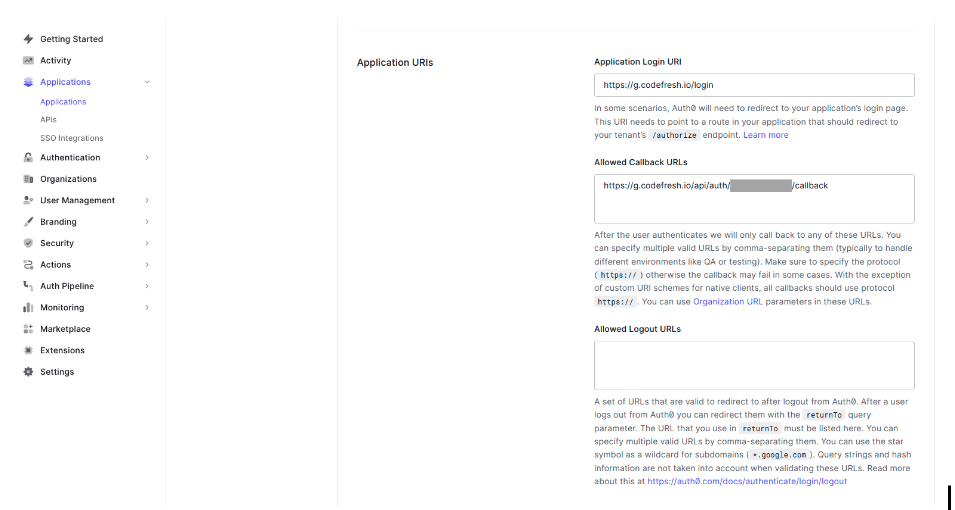 Getting Started
Activity
Applications
Applications
APIs
SSO Integrations
Authentication
Organizations
User Management
Branding
Security
Actions
Auth Pipeline
Monitoring
Marketplace
Extensions
Settings
Application URIs
Application Login URI
https://g.codefresh.io/login
In some scenarios, Auth0 will need to redirect to your application's login page.
This URI needs to point to a route in your application that should redirect to
your tenant's /authorize endpoint. Learn more
Allowed Callback URLs
https://g.codefresh.io/api/auth/ /callback
After the user authenticates we will only call back to any of these URLs. You
can specify multiple valid URLs by comma-separating them (typically to handle
different environments like QA or testing). Make sure to specify the protocol
( https:// ) otherwise the callback may fail in some cases. With the exception
of custom URI schemes for native clients, all callbacks should use protocol
https:// . You can use Organization URL parameters in these URLs.
Allowed Logout URLs
A set of URLs that are valid to redirect to after logout from Auth0. After a user
logs out from Auth0 you can redirect them with the returnTo query
parameter. The URL that you use in returnTo must be listed here. You can
specify multiple valid URLs by comma-separating them. You can use the star
symbol as a wildcard for subdomains ( *.google.com ). Query strings and hash
information are not taken into account when validating these URLs. Read more
about this at https://auth0.com/docs/authenticate/login/logout